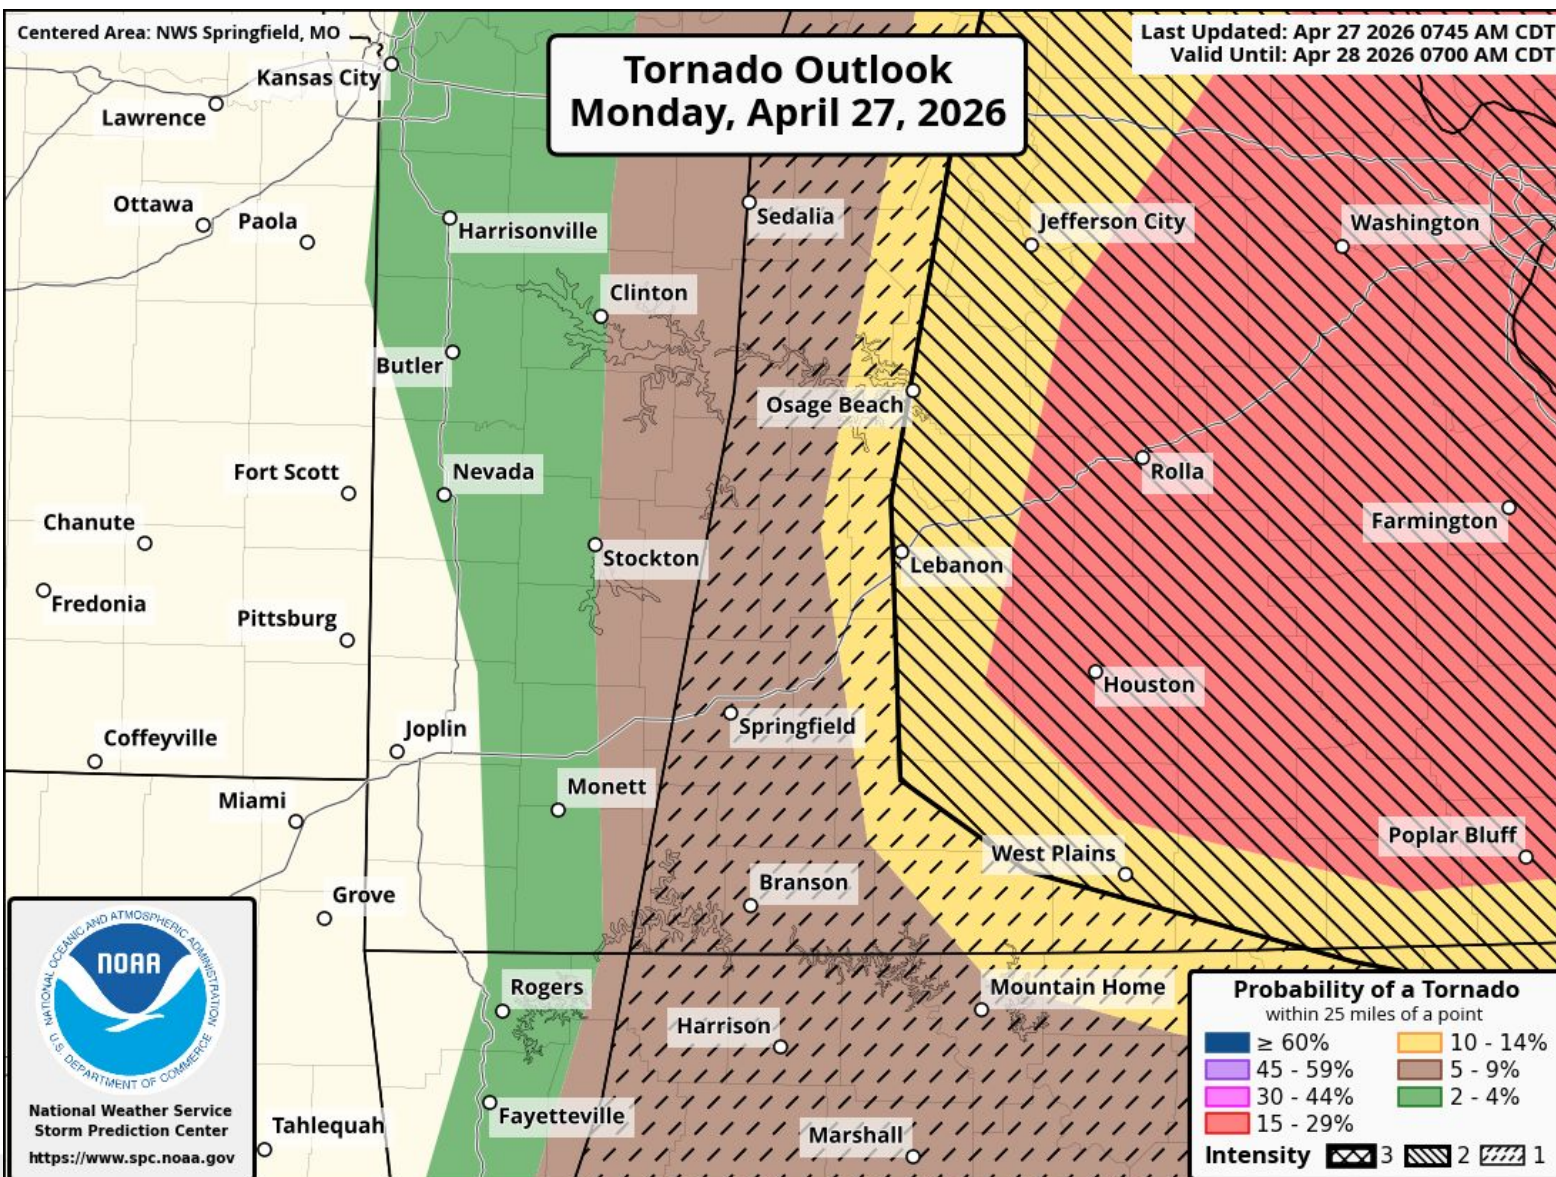 Centered Area: NWS Springfield, MO
Tornado Outlook
Monday, April 27, 2026
Last Updated: Apr 27 2026 0745 AM CDT
Valid Until: Apr 28 2026 0700 AM CDT
Kansas City
Lawrence
Ottawa
Paola
Harrisonville
Sedalia
Jefferson City
Washington
Clinton
Butler
Osage Beach
Fort Scott
Nevada
Rolla
Chanute
Farmington
Stockton
Lebanon
Fredonia
Pittsburg
Houston
Coffeyville
Joplin
Springfield
Miami
Monett
Poplar Bluff
West Plains
Grove
Branson
Rogers
Mountain Home
Harrison
Fayetteville
Tahlequah
Marshall
NATIONAL OCEANIC AND ATMOSPHERIC ADMINISTRATION
NOAA
U.S. DEPARTMENT OF COMMERCE
National Weather Service
Storm Prediction Center
https://www.spc.noaa.gov
Probability of a Tornado
within 25 miles of a point
≥ 60%
45 - 59%
30 - 44%
15 - 29%
10 - 14%
5 - 9%
2 - 4%
Intensity 3 2 1